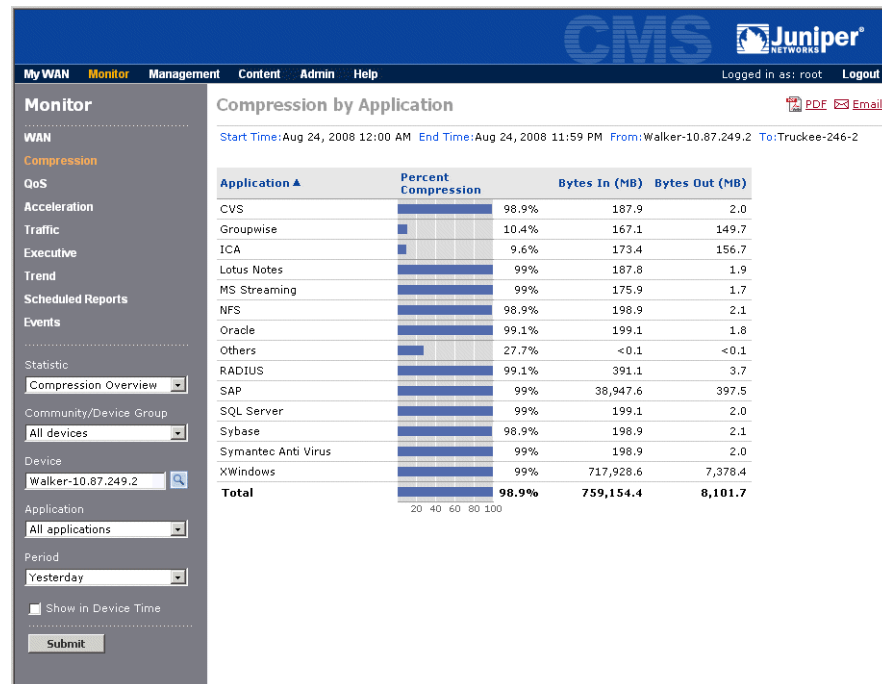 CMS
Juniper®
NETWORKS
My WAN Monitor Management Content Admin Help Logged in as: root Logout
Monitor
WAN
Compression
QoS
Acceleration
Traffic
Executive
Trend
Scheduled Reports
Events
Statistic
Compression Overview
Community/Device Group
All devices
Device
Walker-10.87.249.2
Application
All applications
Period
Yesterday
Show in Device Time
Submit
Compression by Application PDF Email
Start Time:Aug 24, 2008 12:00 AM End Time:Aug 24, 2008 11:59 PM From:Walker-10.87.249.2 To:Truckee-246-2
Application Percent Compression Bytes In (MB) Bytes Out (MB)
CVS 98.9% 187.9 2.0
Groupwise 10.4% 167.1 149.7
ICA 9.6% 173.4 156.7
Lotus Notes 99% 187.8 1.9
MS Streaming 99% 175.9 1.7
NFS 98.9% 198.9 2.1
Oracle 99.1% 199.1 1.8
Others 27.7% <0.1 <0.1
RADIUS 99.1% 391.1 3.7
SAP 99% 38,947.6 397.5
SQL Server 99% 199.1 2.0
Sybase 98.9% 198.9 2.1
Symantec Anti Virus 99% 198.9 2.0
XWindows 99% 717,928.6 7,378.4
Total 98.9% 759,154.4 8,101.7
20 40 60 80 100